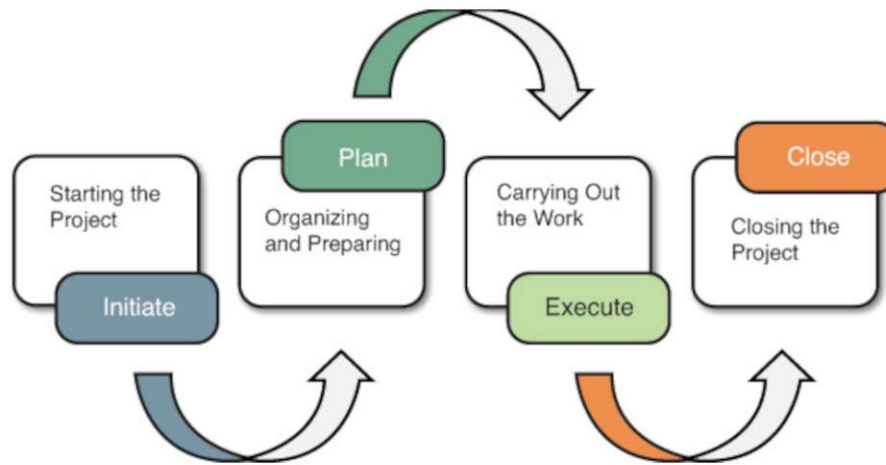 Starting the
Project
Initiate
Plan
Organizing
and Preparing
Carrying Out
the Work
Execute
Close
Closing the
Project